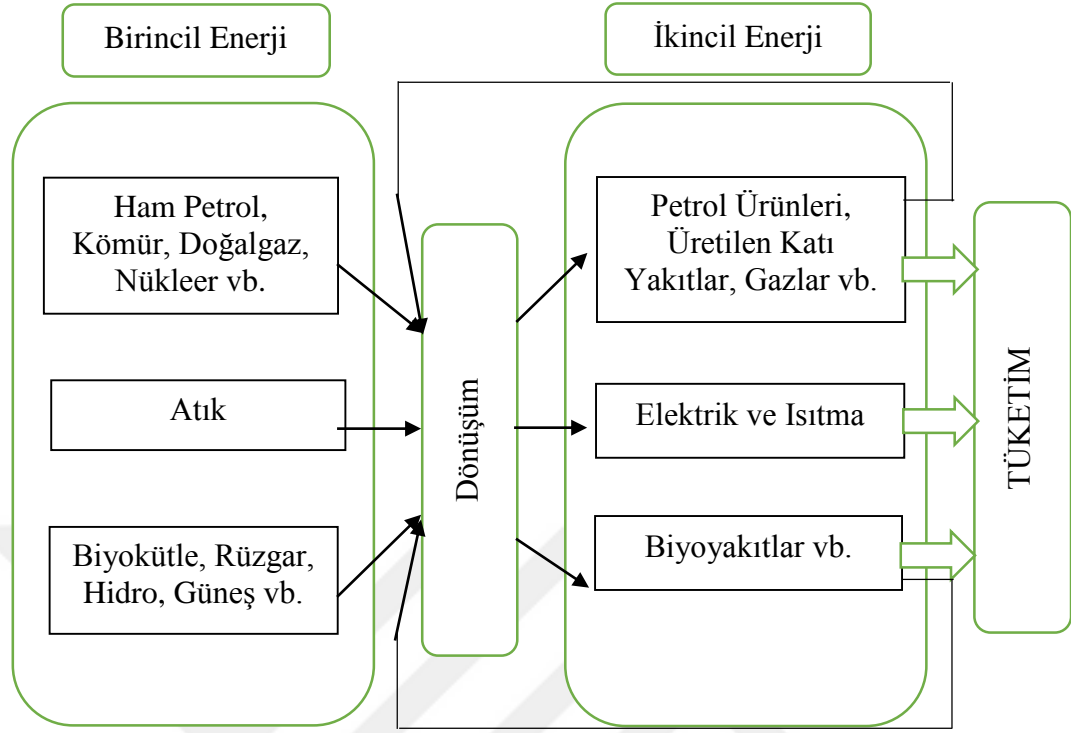 Birincil Enerji
İkincil Enerji
Ham Petrol,
Kömür, Doğalgaz,
Nükleer vb.
Atık
Biyokütle, Rüzgar,
Hidro, Güneş vb.
Dönüşüm
Petrol Ürünleri,
Üretilen Katı
Yakıtlar, Gazlar vb.
Elektrik ve Isıtma
Biyoyakıtlar vb.
TÜKETİM